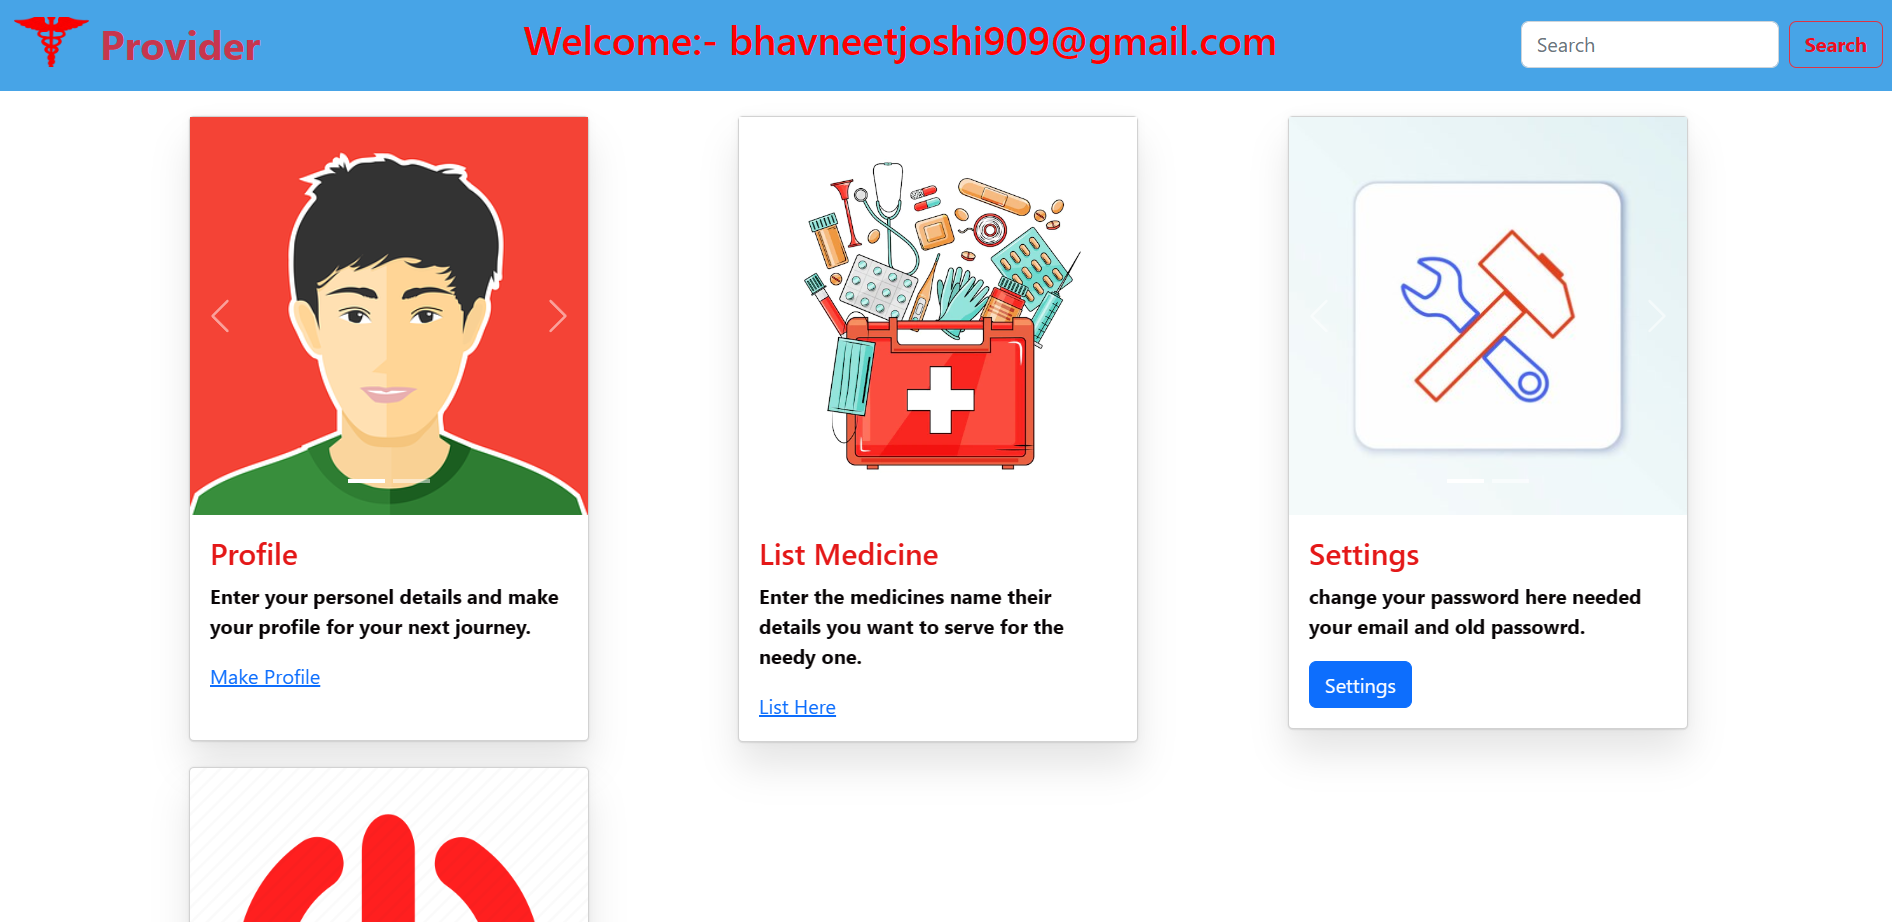 Provider
Welcome:- bhavneetjoshi909@gmail.com
Search
Search
Profile
Enter your personel details and make
your profile for your next journey.
Make Profile
List Medicine
Enter the medicines name their
details you want to serve for the
needy one.
List Here
Settings
change your password here needed
your email and old passowrd.
Settings